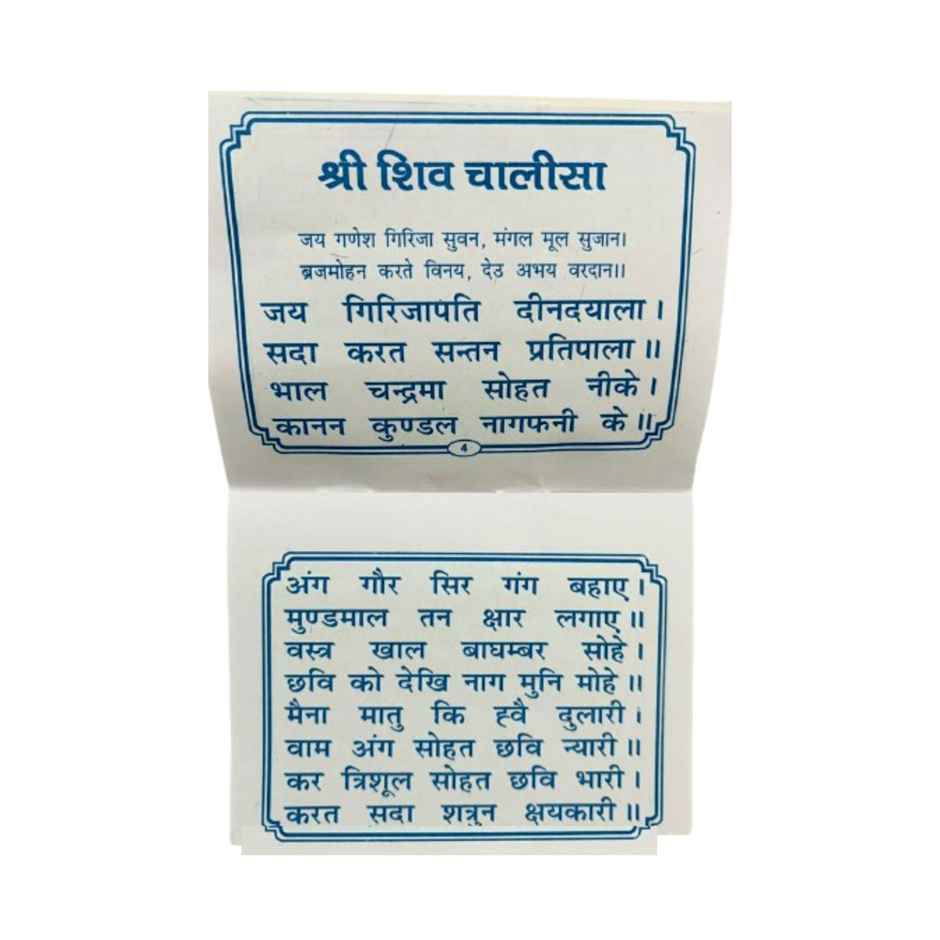 श्री शिव चालीसा
जय गणेश गिरिजा सुवन, मंगल मूल सुजान।
ब्रजमोहन करते विनय, देउ अभय वरदान॥
जय गिरिजापति दीनदयाला।
सदा करत सन्तन प्रतिपाला॥
भाल चन्द्रमा सोहत नीके।
कानन कुण्डल नागफनी के॥
4
अंग गौर सिर गंग बहाए।
मुण्डमाल तन क्षार लगाए॥
वस्त्र खाल बाघम्बर सोहे।
छवि को देखि नाग मुनि मोहे॥
मैना मातु कि ह्वै दुलारी।
वाम अंग सोहत छवि न्यारी॥
कर त्रिशूल सोहत छवि भारी।
करत सदा शत्रुन क्षयकारी॥